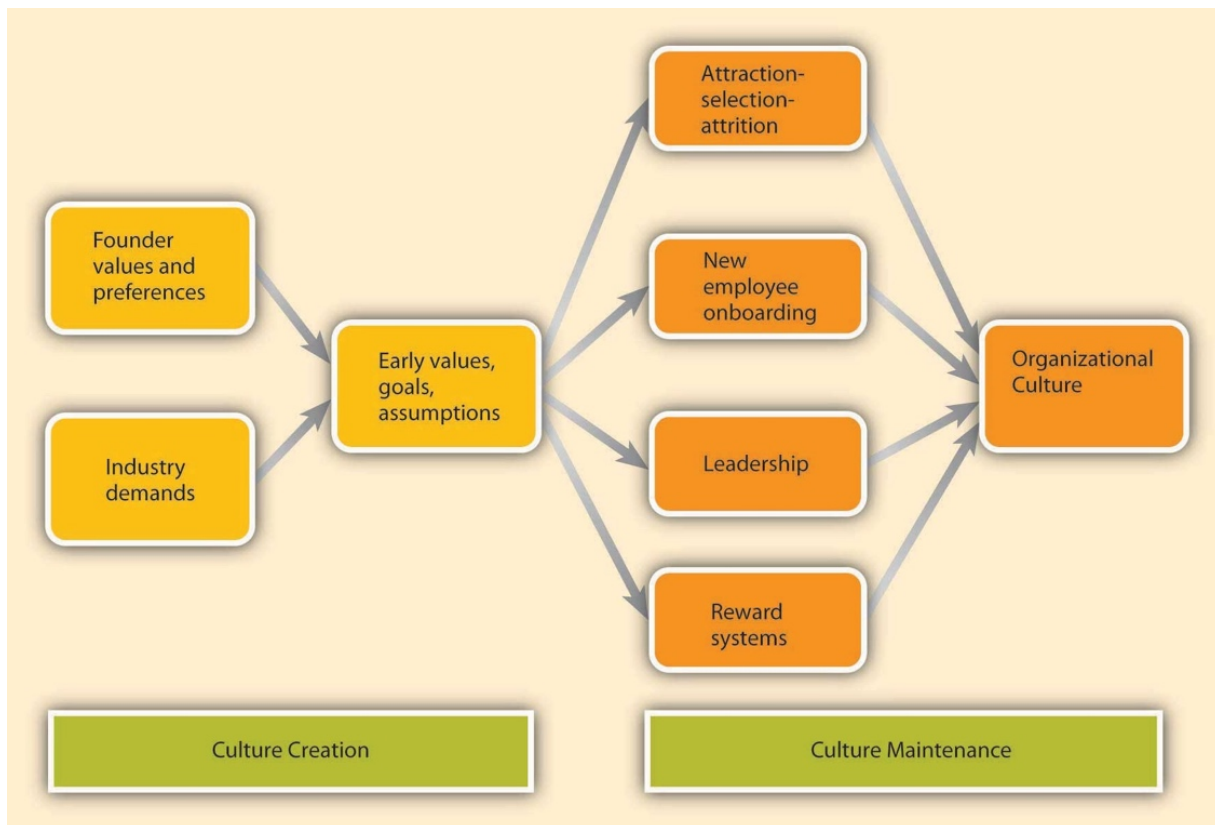 Founder
values and
preferences
Industry
demands
Early values,
goals,
assumptions
Attraction-
selection-
attrition
New
employee
onboarding
Leadership
Reward
systems
Organizational
Culture
Culture Creation
Culture Maintenance